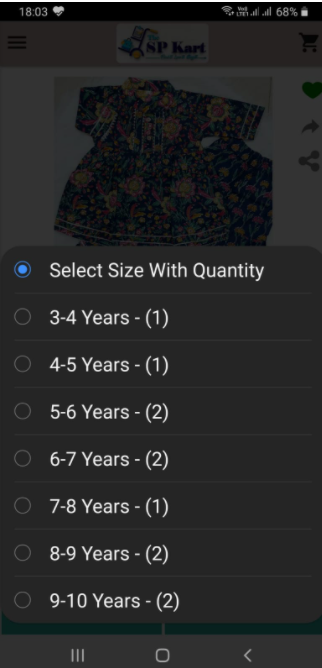 18:03
68%
SP Kart
Select Size With Quantity
3-4 Years - (1)
4-5 Years - (1)
5-6 Years - (2)
6-7 Years - (2)
7-8 Years - (1)
8-9 Years - (2)
9-10 Years - (2)